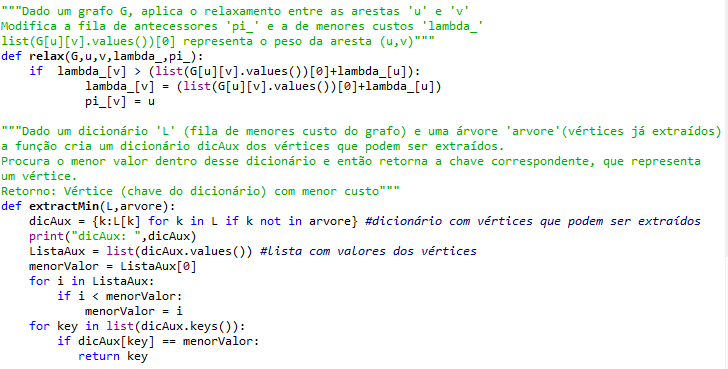 """Dado um grafo G, aplica o relaxamento entre as arestas 'u' e 'v'
Modifica a fila de antecessores 'pi_' e a de menores custos 'lambda_'
list(G[u][v].values())[0] representa o peso da aresta (u,v)"""
def relax(G,u,v,lambda_,pi_):
    if  lambda_[v] > (list(G[u][v].values())[0]+lambda_[u]):
            lambda_[v] = (list(G[u][v].values())[0]+lambda_[u])
            pi_[v] = u
"""Dado um dicionário 'L' (fila de menores custo do grafo) e uma árvore 'arvore'(vértices já extraídos)
a função cria um dicionário dicAux dos vértices que podem ser extraídos.
Procura o menor valor dentro desse dicionário e então retorna a chave correspondente, que representa
um vértice.
Retorno: Vértice (chave do dicionário) com menor custo"""
def extractMin(L,arvore):
    dicAux = {k:L[k] for k in L if k not in arvore} #dicionário com vértices que podem ser extraídos
    print("dicAux: ",dicAux)
    ListaAux = list(dicAux.values()) #lista com valores dos vértices
    menorValor = ListaAux[0]
    for i in ListaAux:
        if i < menorValor:
            menorValor = i
    for key in list(dicAux.keys()):
        if dicAux[key] == menorValor:
           return key